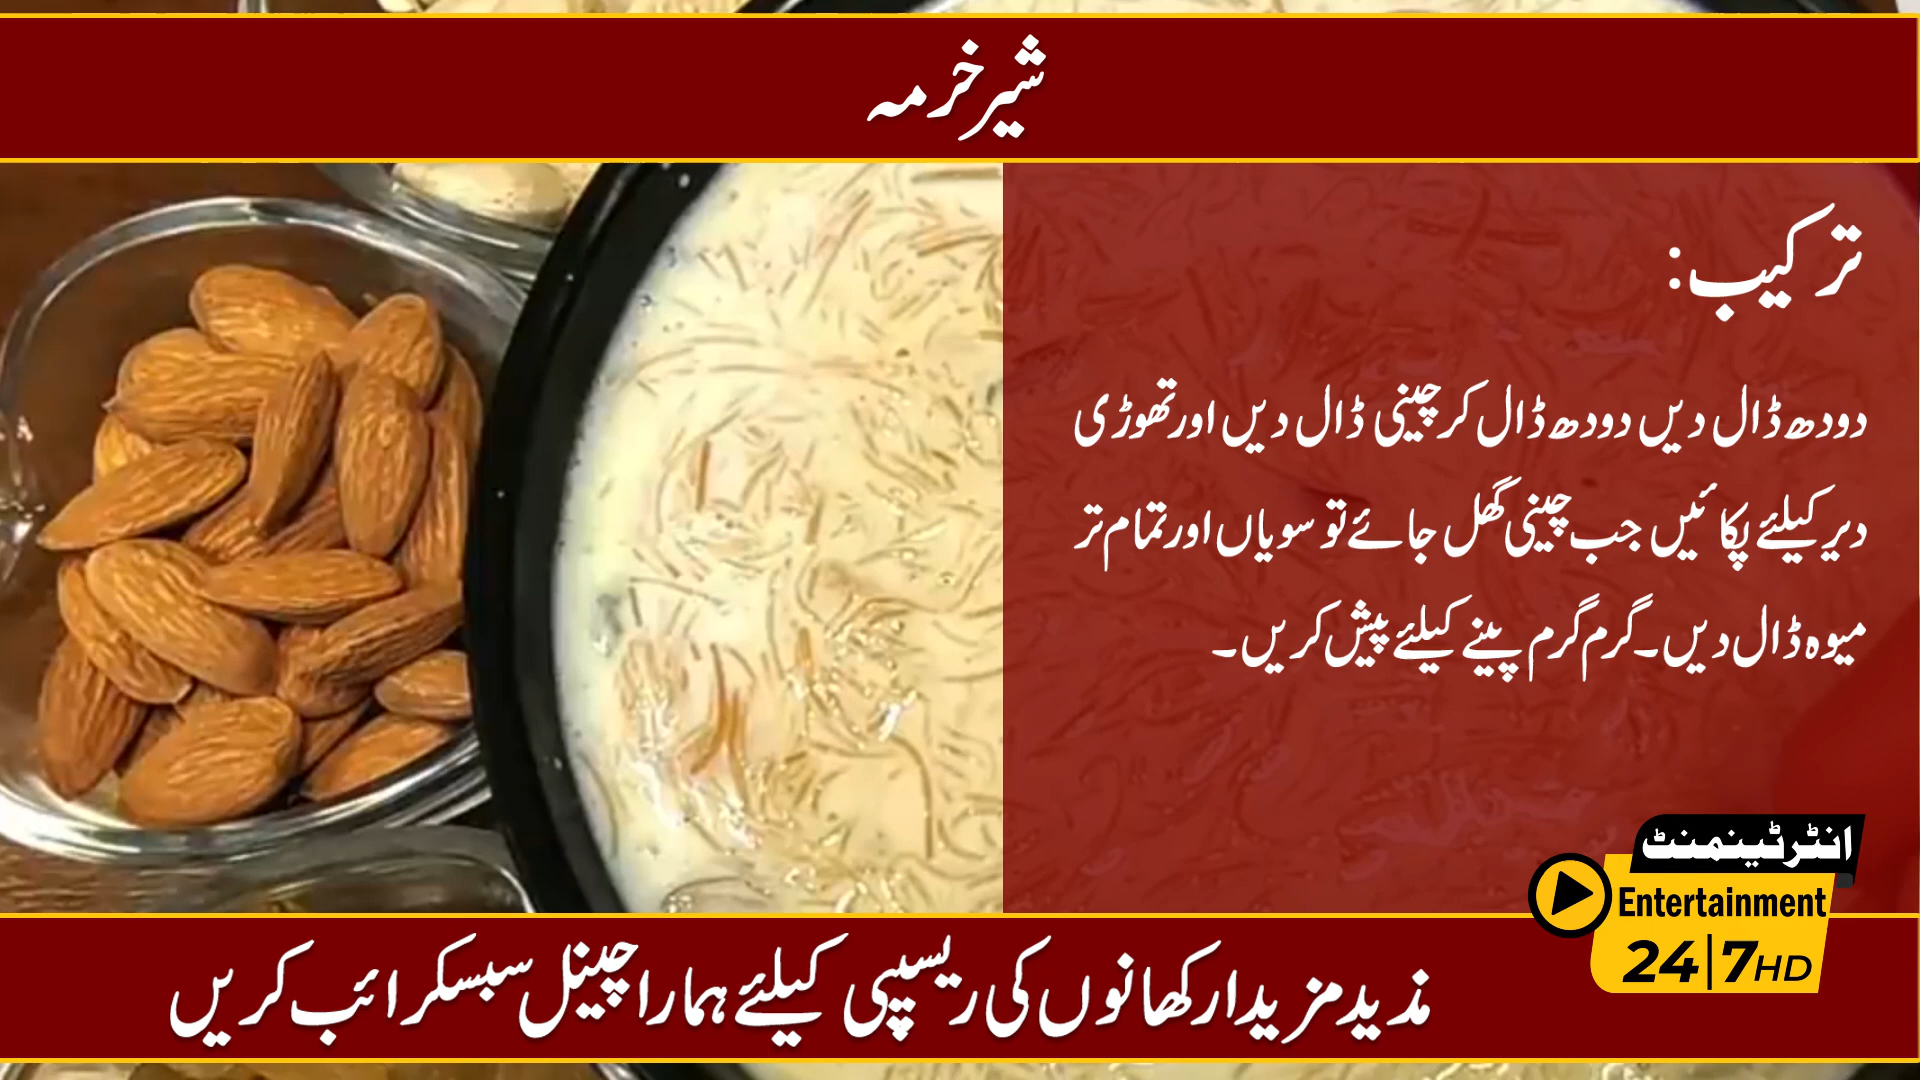 شیر خرمہ
ترکیب:
دودھ ڈال دیں دودھ ڈال کر چینی ڈال دیں اور تھوڑی
دیر کیلئے پکائیں جب چینی گھل جائے تو سویاں اور تمام تر
میوہ ڈال دیں۔ گرم گرم پینے کیلئے پیش کریں۔
انٹرٹینمنٹ
Entertainment
24|7HD
مذید مزیدار کھانوں کی ریسپی کیلئے ہمارا چینل سبسکرائب کریں